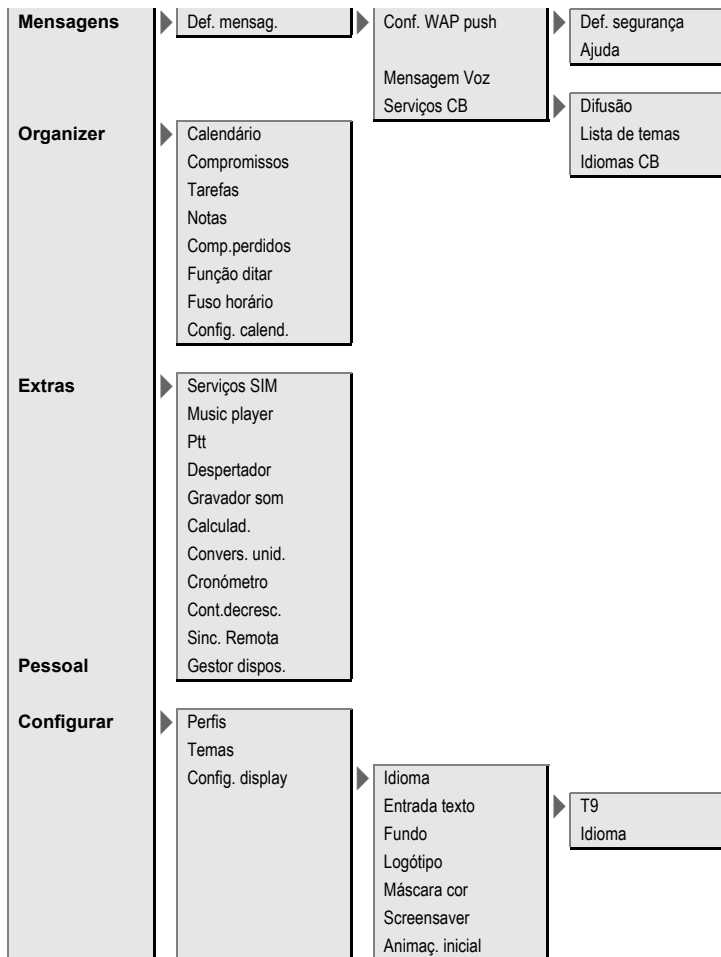 Mensagens
Def. mensag.
Conf. WAP push
Def. segurança
Ajuda
Mensagem Voz
Serviços CB
Difusão
Lista de temas
Idiomas CB
Organizer
Calendário
Compromissos
Tarefas
Notas
Comp.perdidos
Função ditar
Fuso horário
Config. calend.
Extras
Serviços SIM
Music player
Ptt
Despertador
Gravador som
Calculad.
Convers. unid.
Cronómetro
Cont.decresc.
Sinc. Remota
Gestor dispos.
Pessoal
Configurar
Perfis
Temas
Config. display
Idioma
Entrada texto
T9
Idioma
Fundo
Logótipo
Máscara cor
Screensaver
Animaç. inicial